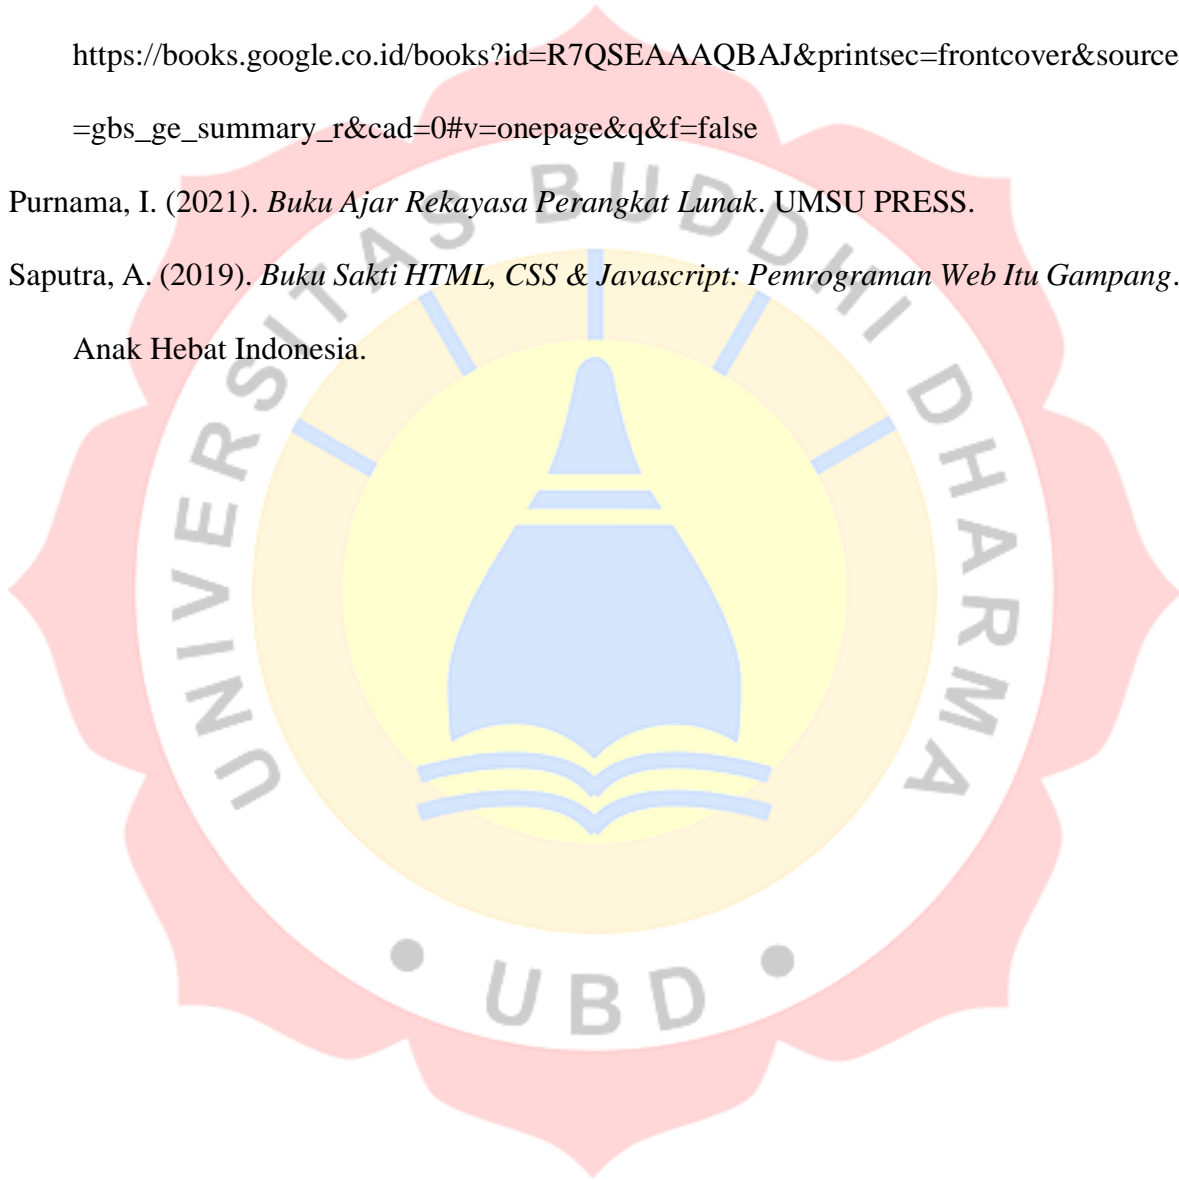 https://books.google.co.id/books?id=R7QSEAAAQBAJ&printsec=frontcover&source
=gbs_ge_summary_r&cad=0#v=onepage&q&f=false
Purnama, I. (2021). Buku Ajar Rekayasa Perangkat Lunak. UMSU PRESS.
Saputra, A. (2019). Buku Sakti HTML, CSS & Javascript: Pemrograman Web Itu Gampang.
Anak Hebat Indonesia.
UNIVERSITAS BUDDHI DHARMA
• UBD •